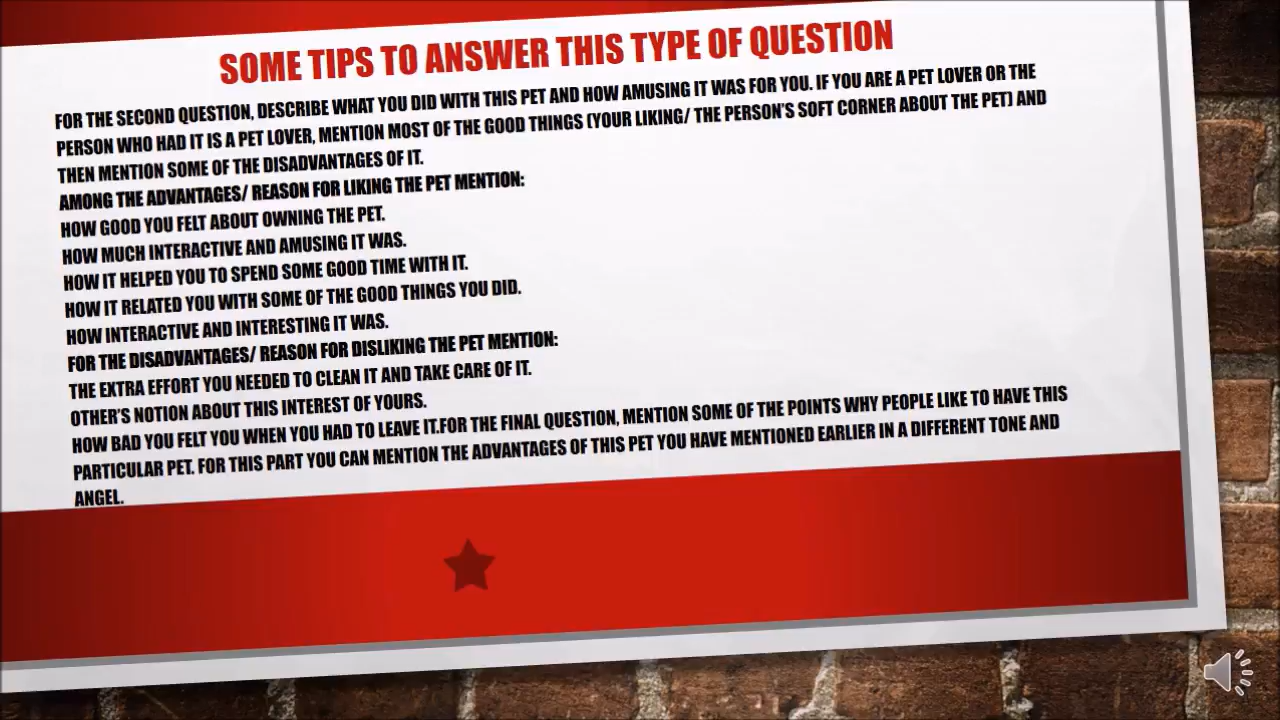 SOME TIPS TO ANSWER THIS TYPE OF QUESTION
FOR THE SECOND QUESTION, DESCRIBE WHAT YOU DID WITH THIS PET AND HOW AMUSING IT WAS FOR YOU. IF YOU ARE A PET LOVER OR THE
PERSON WHO HAD IT IS A PET LOVER, MENTION MOST OF THE GOOD THINGS (YOUR LIKING/ THE PERSON'S SOFT CORNER ABOUT THE PET) AND
THEN MENTION SOME OF THE DISADVANTAGES OF IT.
AMONG THE ADVANTAGES/ REASON FOR LIKING THE PET MENTION:
HOW GOOD YOU FELT ABOUT OWNING THE PET.
HOW MUCH INTERACTIVE AND AMUSING IT WAS.
HOW IT HELPED YOU TO SPEND SOME GOOD TIME WITH IT.
HOW IT RELATED YOU WITH SOME OF THE GOOD THINGS YOU DID.
HOW INTERACTIVE AND INTERESTING IT WAS.
FOR THE DISADVANTAGES/ REASON FOR DISLIKING THE PET MENTION:
THE EXTRA EFFORT YOU NEEDED TO CLEAN IT AND TAKE CARE OF IT.
OTHER'S NOTION ABOUT THIS INTEREST OF YOURS.
HOW BAD YOU FELT YOU WHEN YOU HAD TO LEAVE IT.FOR THE FINAL QUESTION, MENTION SOME OF THE POINTS WHY PEOPLE LIKE TO HAVE THIS
PARTICULAR PET. FOR THIS PART YOU CAN MENTION THE ADVANTAGES OF THIS PET YOU HAVE MENTIONED EARLIER IN A DIFFERENT TONE AND
ANGEL.